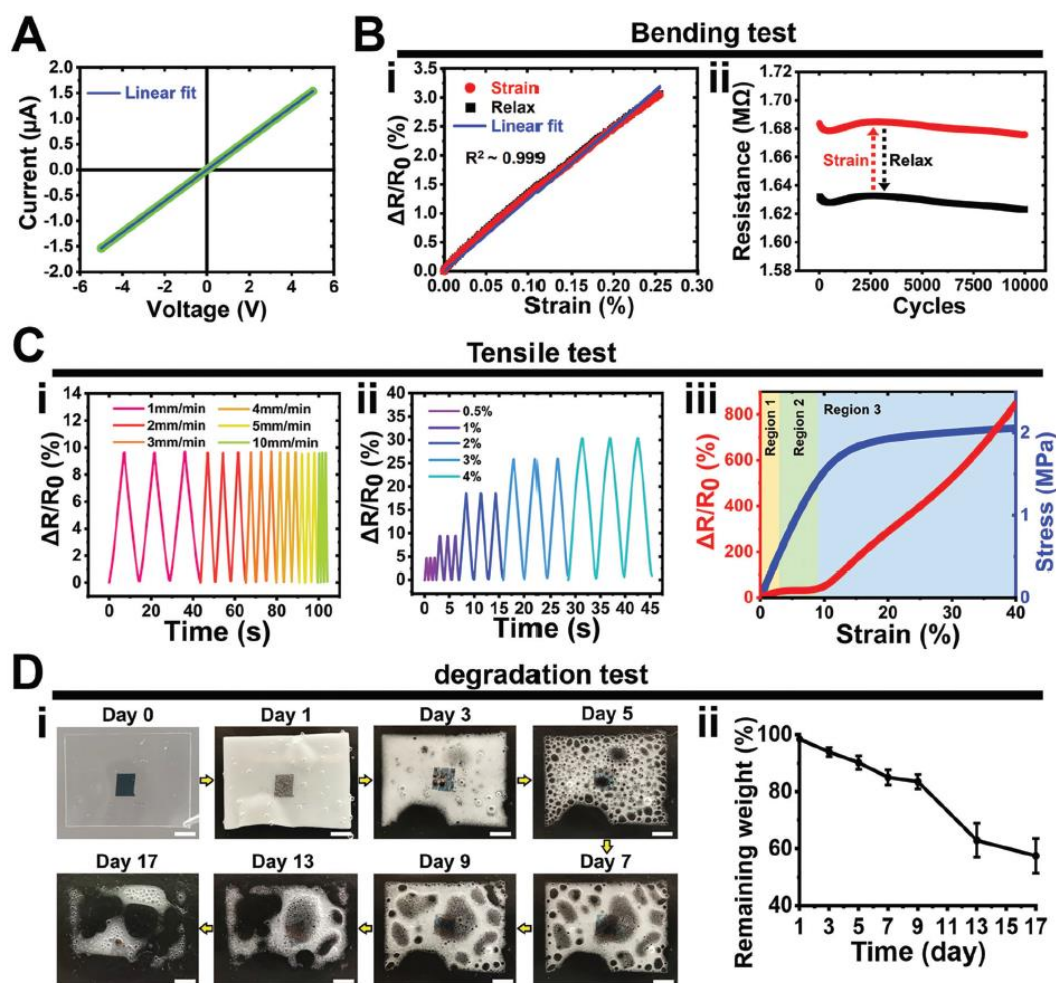 A
Current (µA)
2.0
1.5
1.0
0.5
0.0
-0.5
-1.0
-1.5
-2.0
Linear fit
-6 -4 -2 0 2 4 6
Voltage (V)
B
Bending test
i
ΔR/R0 (%)
3.5
3.0
2.5
2.0
1.5
1.0
0.5
0.0
Strain
Relax
Linear fit
R² ~ 0.999
0.00 0.05 0.10 0.15 0.20 0.25 0.30
Strain (%)
ii
Resistance (MΩ)
1.72
1.70
1.68
1.66
1.64
1.62
1.60
1.58
Strain
Relax
0 2500 5000 7500 10000
Cycles
C
Tensile test
i
ΔR/R0 (%)
14
12
10
8
6
4
2
0
1mm/min 4mm/min
2mm/min 5mm/min
3mm/min 10mm/min
0 20 40 60 80 100
Time (s)
ii
ΔR/R0 (%)
40
35
30
25
20
15
10
5
0
0.5%
1%
2%
3%
4%
0 5 10 15 20 25 30 35 40 45
Time (s)
iii
ΔR/R0 (%)
800
600
400
200
0
Region 1
Region 2
Region 3
2
1
0
Stress (MPa)
0 10 20 30 40
Strain (%)
D
degradation test
i
Day 0 Day 1 Day 3 Day 5
Day 17 Day 13 Day 9 Day 7
ii
Remaining weight (%)
100
80
60
40
1 3 5 7 9 11 13 15 17
Time (day)